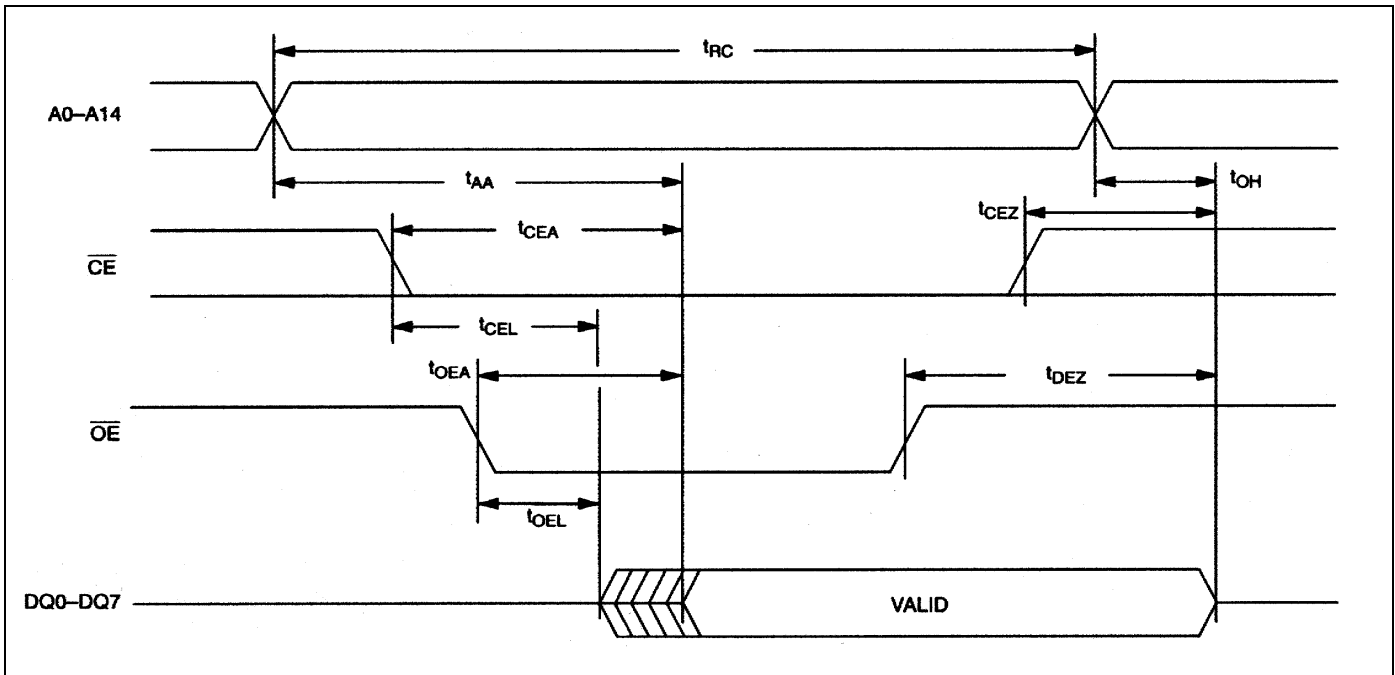 tRC
A0–A14
tAA
tOH
tCEZ
tCEA
CE
tCEL
tOEA
tDEZ
OE
tOEL
DQ0–DQ7
VALID